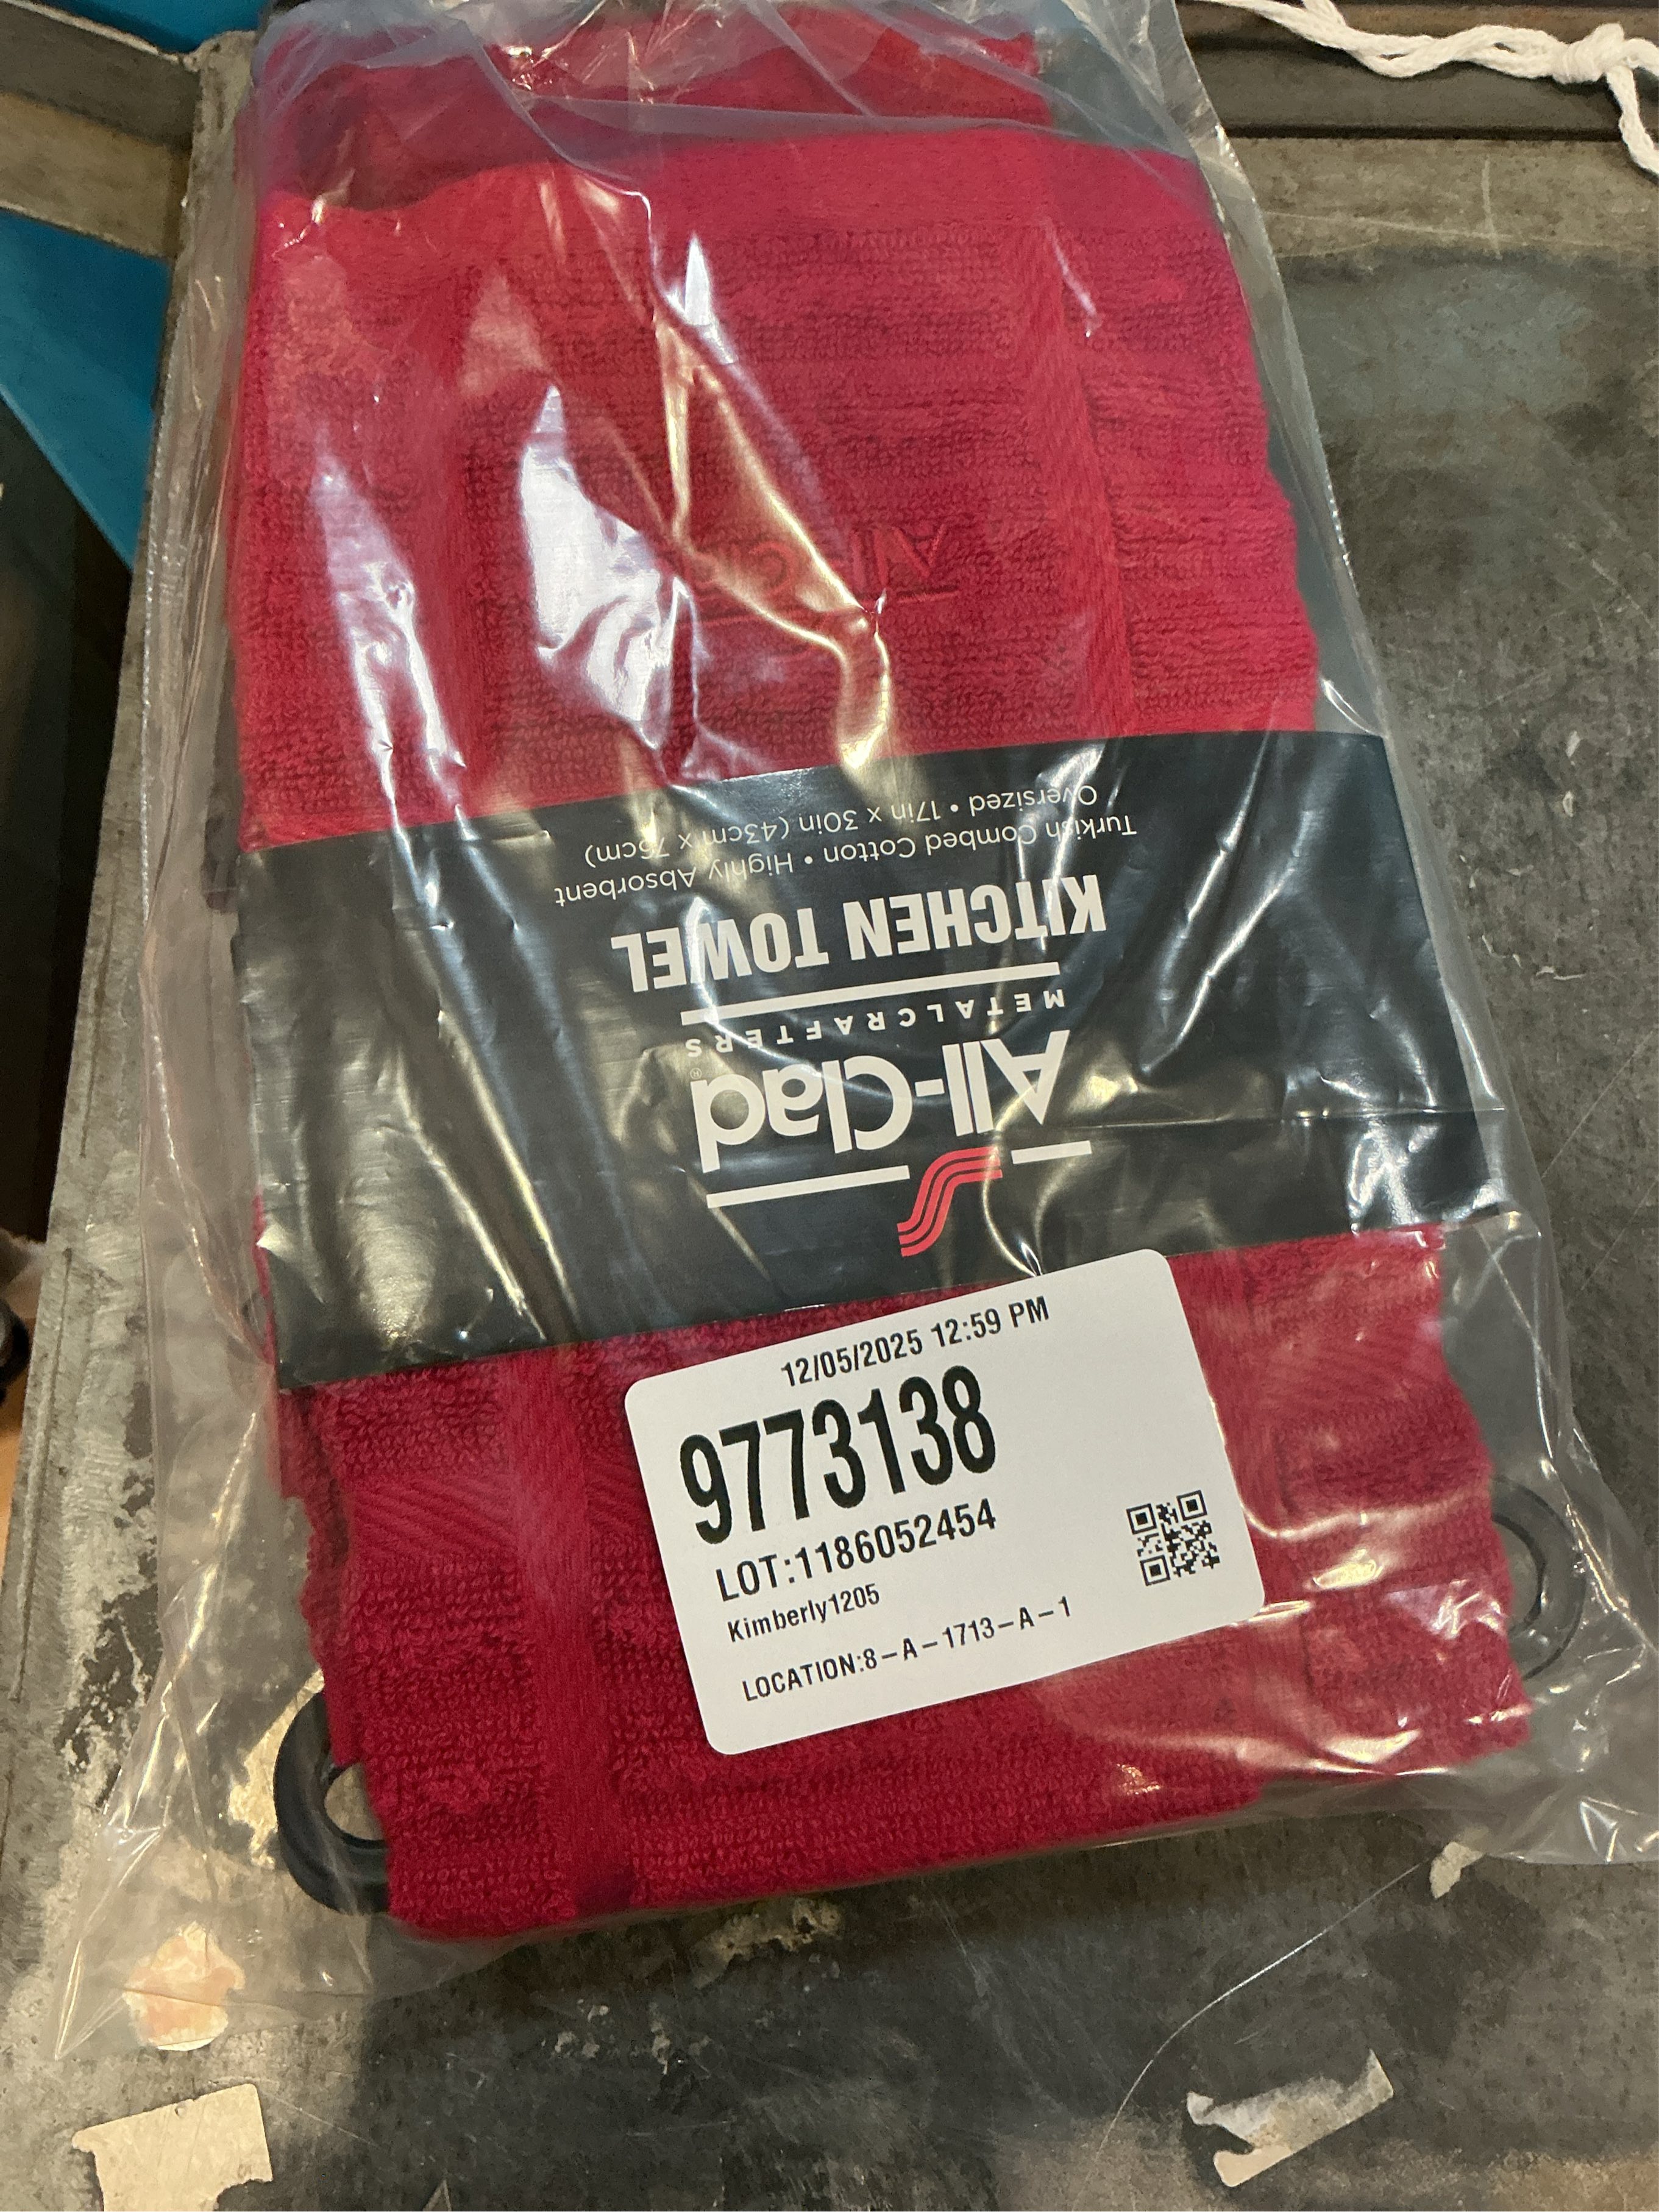 All-Clad®
METALCRAFTERS
KITCHEN TOWEL
Turkish Combed Cotton • Highly Absorbent
Oversized • 17in x 30in (43cm x 76cm)
12/05/2025 12:59 PM
9773138
LOT:1186052454
Kimberly1205
LOCATION:8-A-1713-A-1